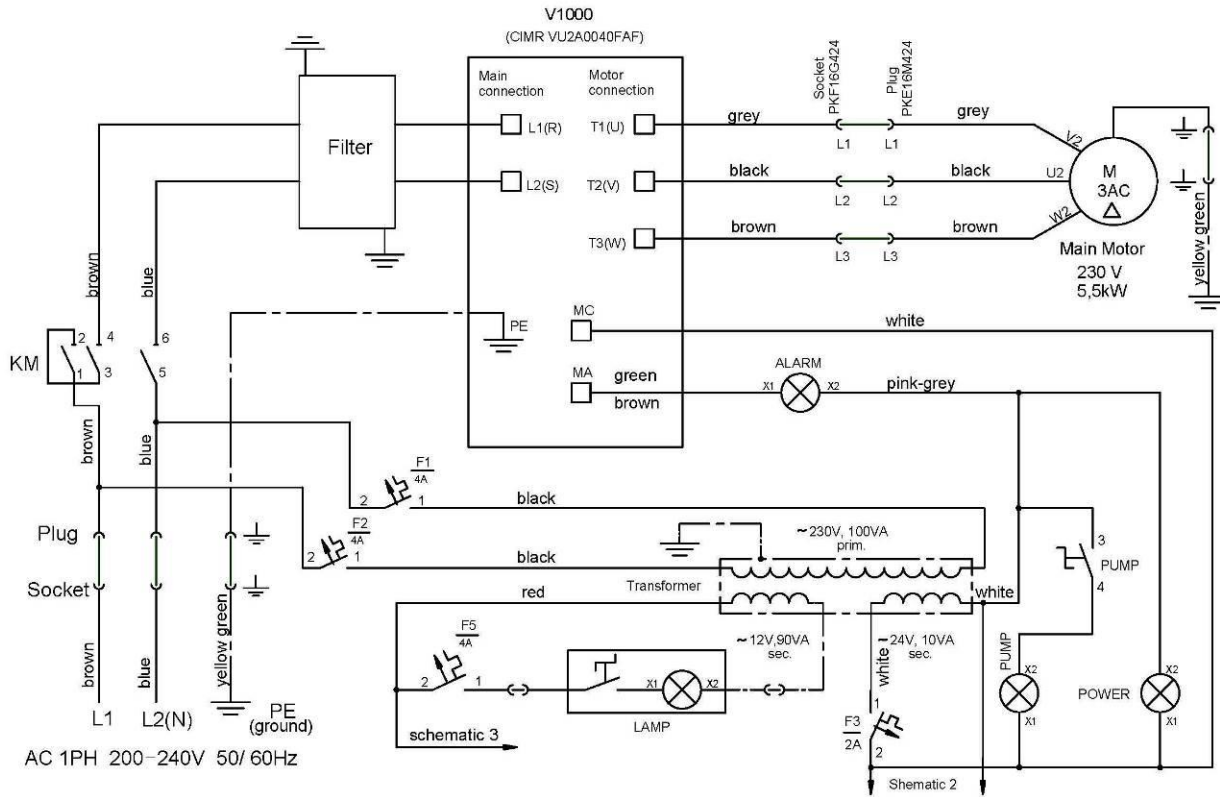 V1000
(CIMR VU2A0040FAF)
Main
connection
Motor
connection
Socket
PKF16G424
Plug
PKE16M424
Filter
L1(R)
T1(U)
grey
grey
L1
L1
V2
L2(S)
T2(V)
black
black
L2
L2
U2
M
3AC
T3(W)
brown
brown
L3
L3
W2
Main Motor
230 V
5,5kW
yellow green
brown
blue
PE
MC
white
KM
2
4
6
1
3
5
MA
green
brown
ALARM
X1
X2
pink-grey
brown
blue
F1
4A
2
1
black
F2
4A
2
1
black
~230V, 100VA
prim.
Plug
Socket
Transformer
red
white
3
PUMP
4
F5
4A
~12V,90VA
sec.
white
~24V, 10VA
sec.
2
1
X1
X2
LAMP
PUMP
X2
X1
POWER
X2
X1
brown
blue
yellow green
L1
L2(N)
PE
(ground)
schematic 3
F3
2A
1
2
Shematic 2
AC 1PH 200-240V 50/ 60Hz